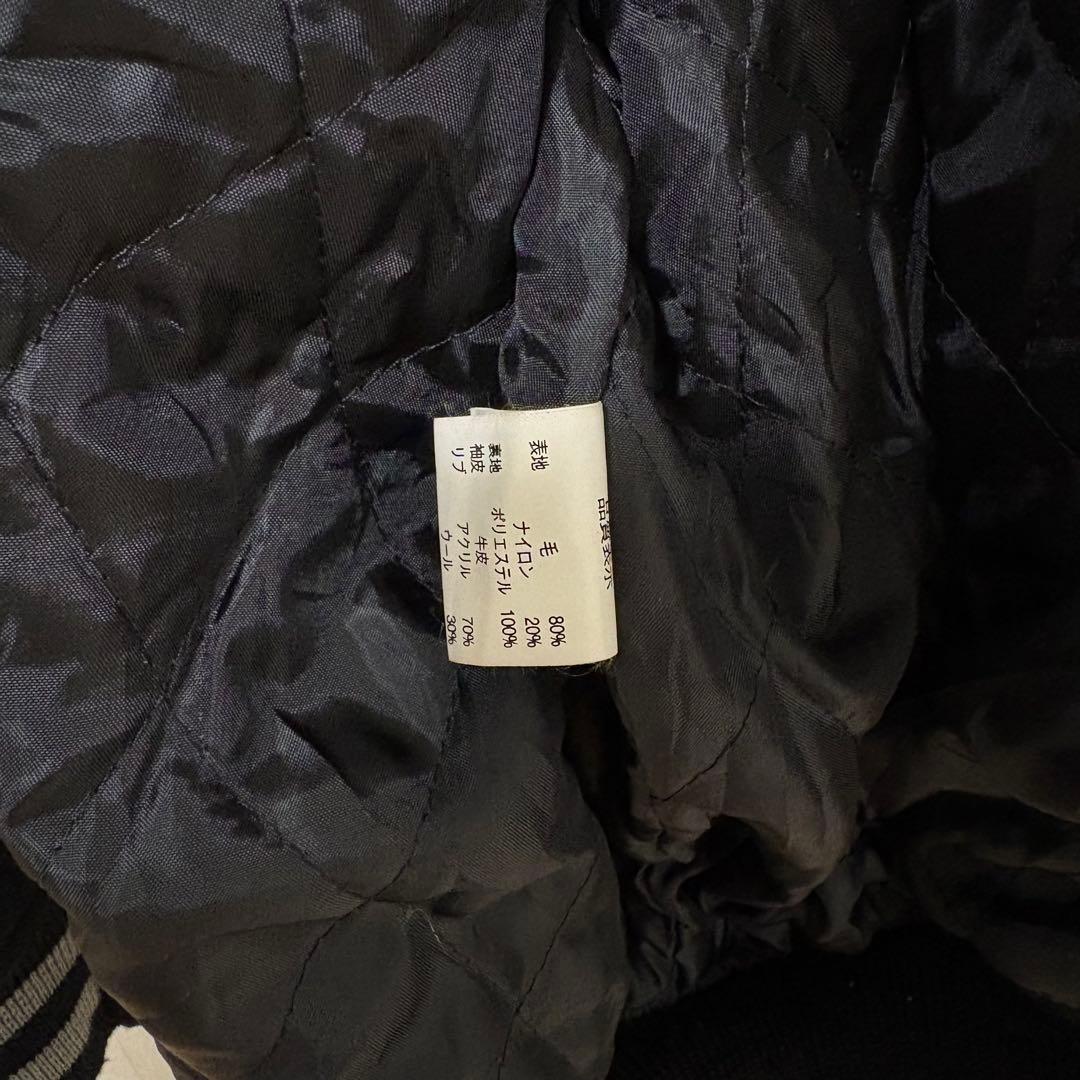 品質表示
表地 毛 80%
ナイロン 20%
裏地 ポリエステル 100%
袖皮 牛皮
リブ アクリル 70%
ウール 30%